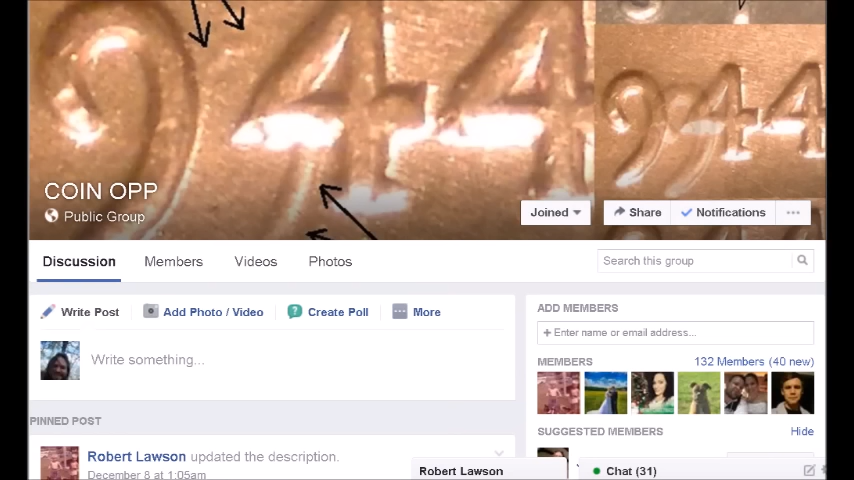 944
944
COIN OPP
Public Group
Joined
Share
Notifications
Discussion
Members
Videos
Photos
Search this group
Write Post
Add Photo / Video
Create Poll
More
Write something...
ADD MEMBERS
+ Enter name or email address...
MEMBERS
132 Members (40 new)
SUGGESTED MEMBERS
Hide
PINNED POST
Robert Lawson updated the description.
December 8 at 1:05am
Robert Lawson
Chat (31)